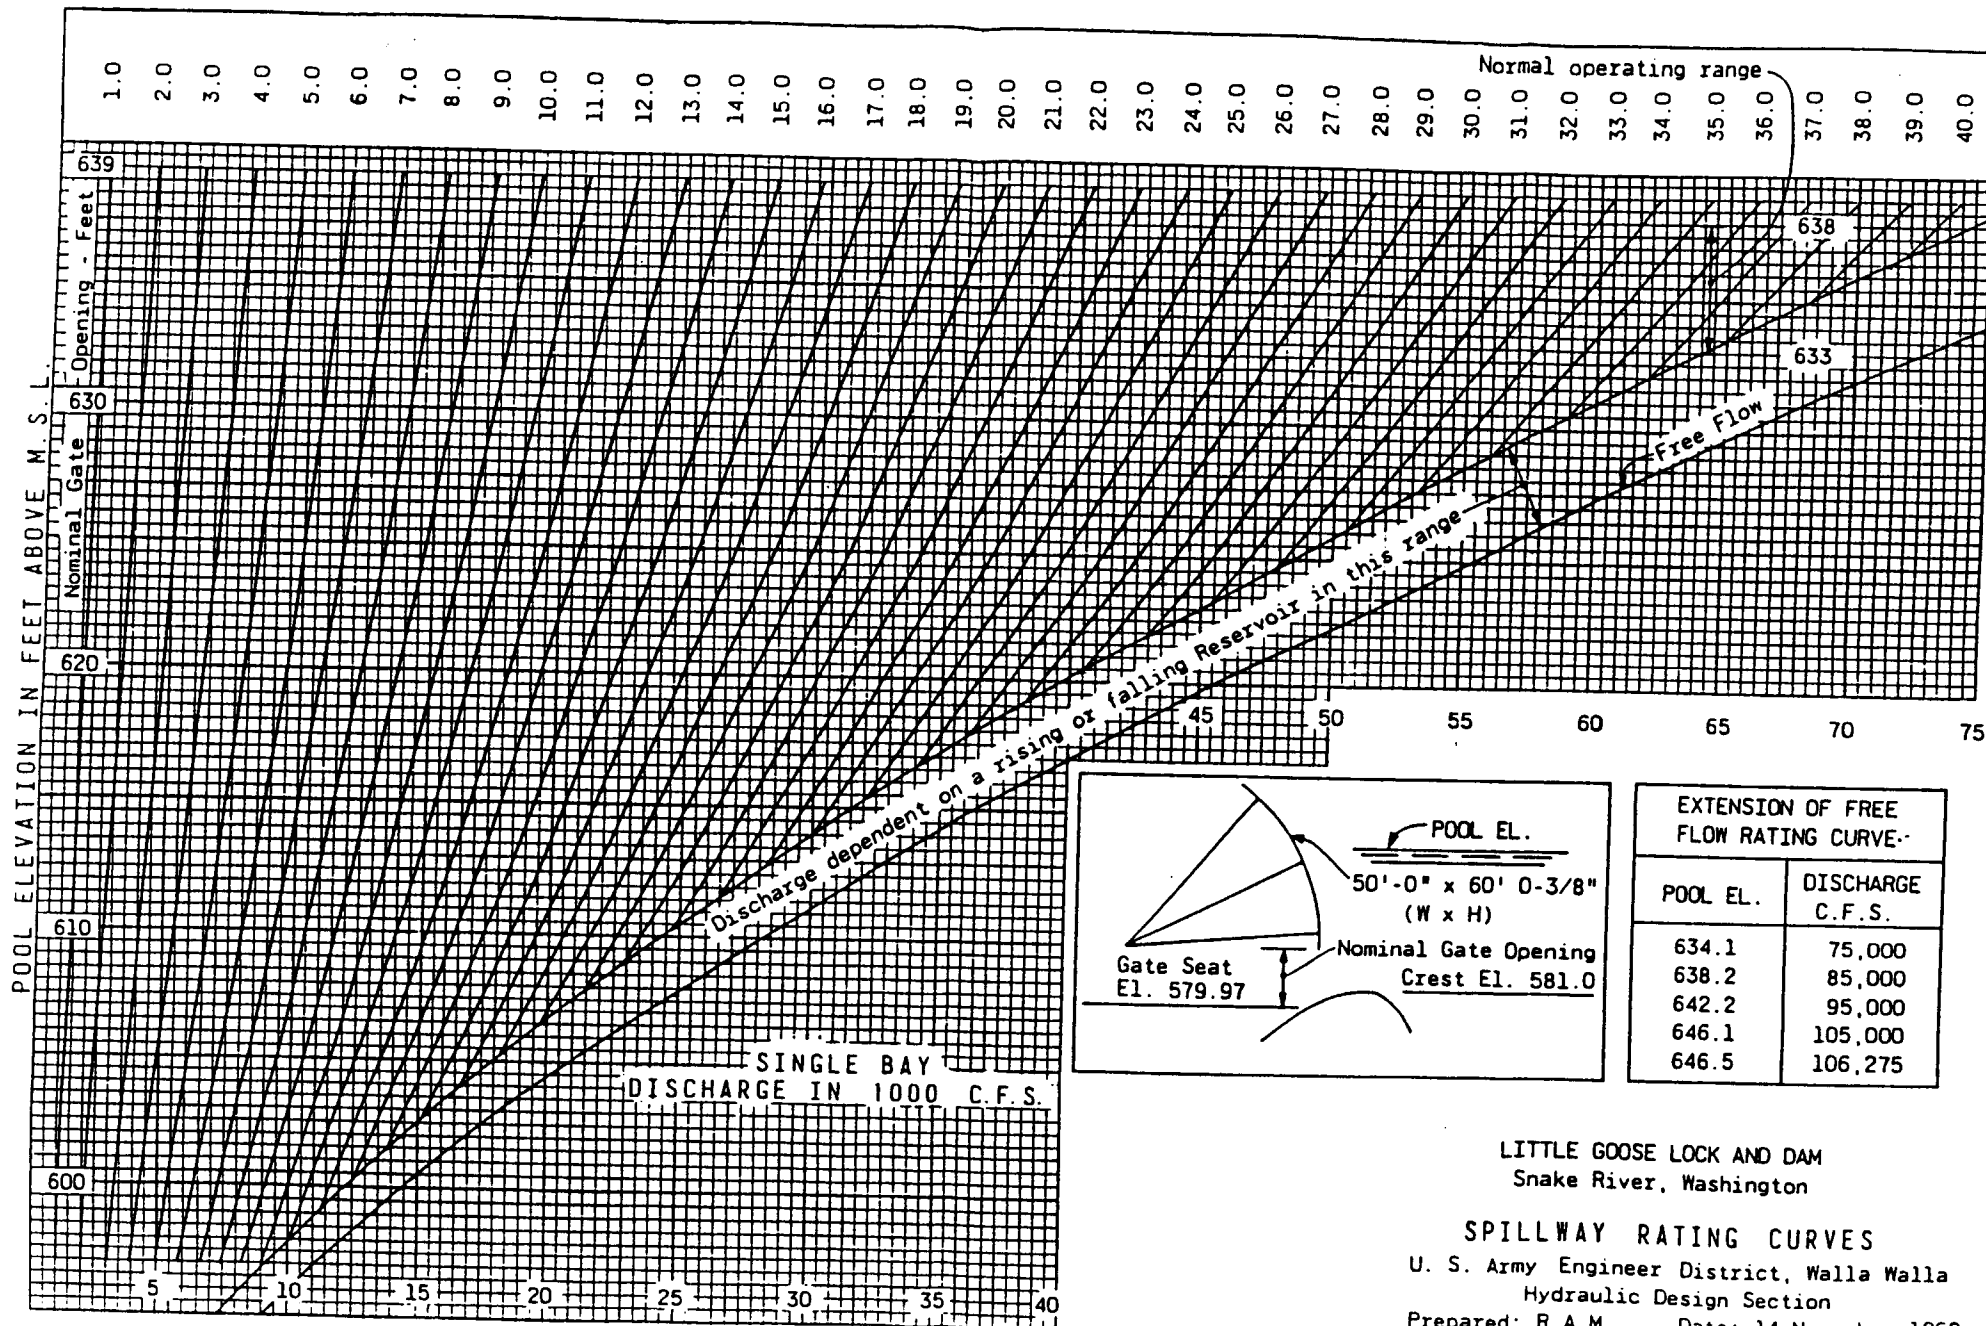 Normal operating range
1.0 2.0 3.0 4.0 5.0 6.0 7.0 8.0 9.0 10.0 11.0 12.0 13.0 14.0 15.0 16.0 17.0 18.0 19.0 20.0 21.0 22.0 23.0 24.0 25.0 26.0 27.0 28.0 29.0 30.0 31.0 32.0 33.0 34.0 35.0 36.0 37.0 38.0 39.0 40.0
POOL ELEVATION IN FEET ABOVE M.S.L.
Nominal Gate Opening - Feet
639
630
620
610
600
638
633
Free Flow
Discharge dependent on a rising or falling Reservoir in this range
45 50 55 60 65 70 75
SINGLE BAY
DISCHARGE IN 1000 C.F.S.
5 10 15 20 25 30 35 40
POOL EL.
50'-0" x 60' 0-3/8"
(W x H)
Nominal Gate Opening
Gate Seat
El. 579.97
Crest El. 581.0
EXTENSION OF FREE
FLOW RATING CURVE
POOL EL. DISCHARGE C.F.S.
634.1 75,000
638.2 85,000
642.2 95,000
646.1 105,000
646.5 106,275
LITTLE GOOSE LOCK AND DAM
Snake River, Washington
SPILLWAY RATING CURVES
U. S. Army Engineer District, Walla Walla
Hydraulic Design Section
Prepared: R.A.M. Date: 14